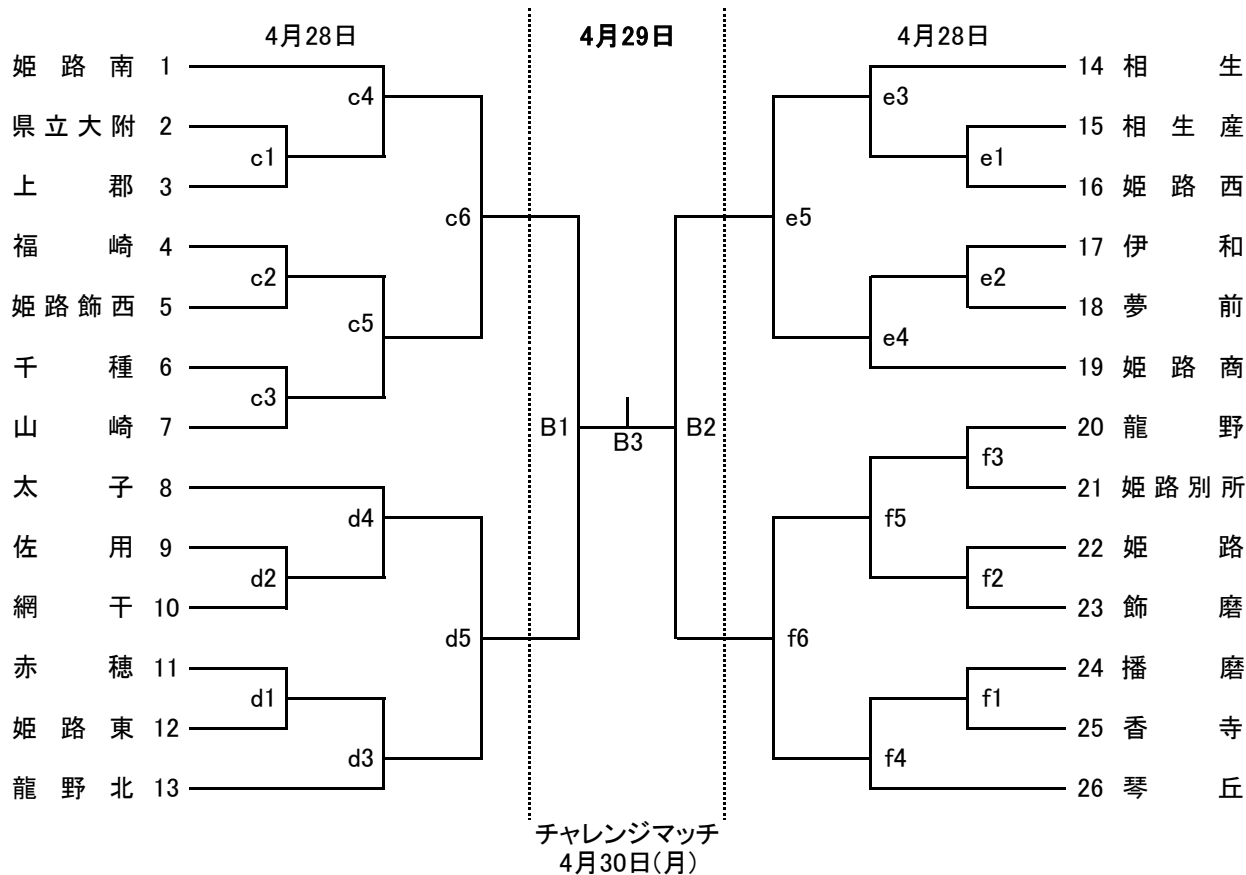 4月28日 4月29日 4月28日
姫路南 1 14 相生
c4 e3
県立大附 2 15 相生産
c1 e1
上郡 3 16 姫路西
c6 e5
福崎 4 17 伊和
c2 e2
姫路飾西 5 18 夢前
c5 e4
千種 6 19 姫路商
c3
山崎 7 B1 B3 B2 20 龍野
f3
太子 8 21 姫路別所
d4 f5
佐用 9 22 姫路
d2 f2
網干 10 23 飾磨
d5 f6
赤穂 11 24 播磨
d1 f1
姫路東 12 25 香寺
d3 f4
龍野北 13 26 琴丘
チャレンジマッチ
4月30日(月)